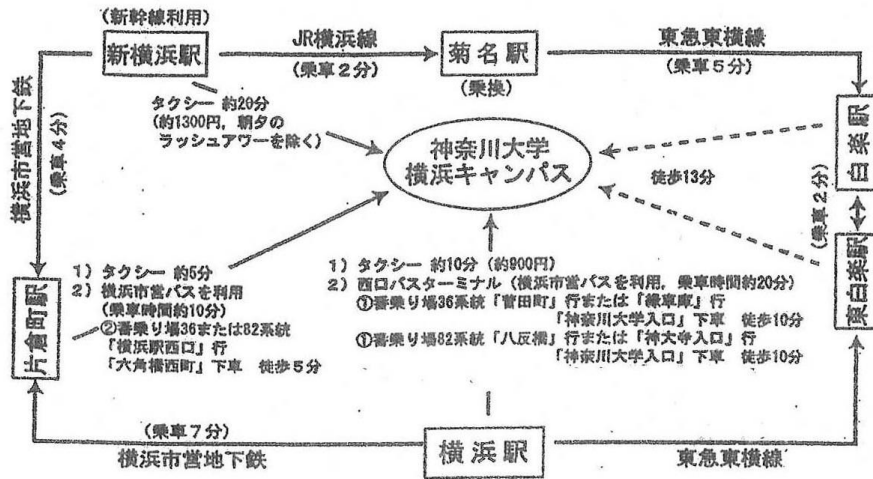 (新幹線利用)
新横浜駅
JR横浜線
(乗車2分)
菊名駅
(乗換)
東急東横線
(乗車5分)
白楽駅
横浜市営地下鉄
(乗車4分)
タクシー 約20分
(約1300円, 朝夕の
ラッシュアワーを除く)
神奈川大学
横浜キャンパス
徒歩13分
(乗車2分)
東白楽駅
片倉町駅
1) タクシー 約5分
2) 横浜市営バスを利用
(乗車時間約10分)
②番乗り場36または82系統
「横浜駅西口」行
「六角橋西町」下車 徒歩5分
1) タクシー 約10分 (約900円)
2) 西口バスターミナル (横浜市営バスを利用, 乗車時間約20分)
①番乗り場36系統「菅田町」行または「緑車庫」行
「神奈川大学入口」下車 徒歩10分
①番乗り場82系統「八反橋」行または「神大寺入口」行
「神奈川大学入口」下車 徒歩10分
(乗車7分)
横浜市営地下鉄
横浜駅
東急東横線